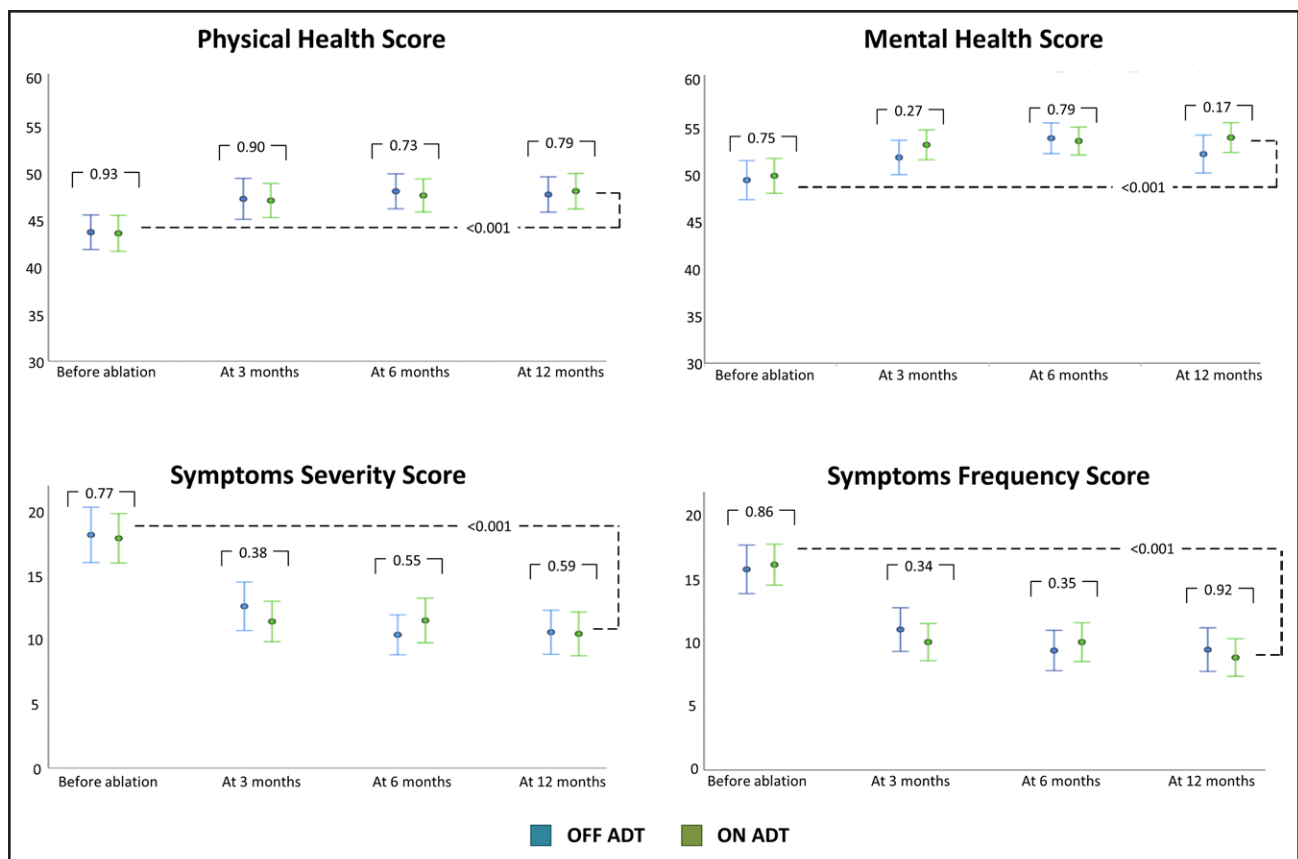 Physical Health Score
60
55
50
45
40
35
30
0.93
0.90
0.73
0.79
<0.001
Before ablation
At 3 months
At 6 months
At 12 months
Mental Health Score
60
55
50
45
40
35
30
0.75
0.27
0.79
0.17
<0.001
Before ablation
At 3 months
At 6 months
At 12 months
Symptoms Severity Score
20
15
10
5
0
0.77
0.38
0.55
0.59
<0.001
Before ablation
At 3 months
At 6 months
At 12 months
Symptoms Frequency Score
20
15
10
5
0
0.86
0.34
0.35
0.92
<0.001
Before ablation
At 3 months
At 6 months
At 12 months
OFF ADT
ON ADT